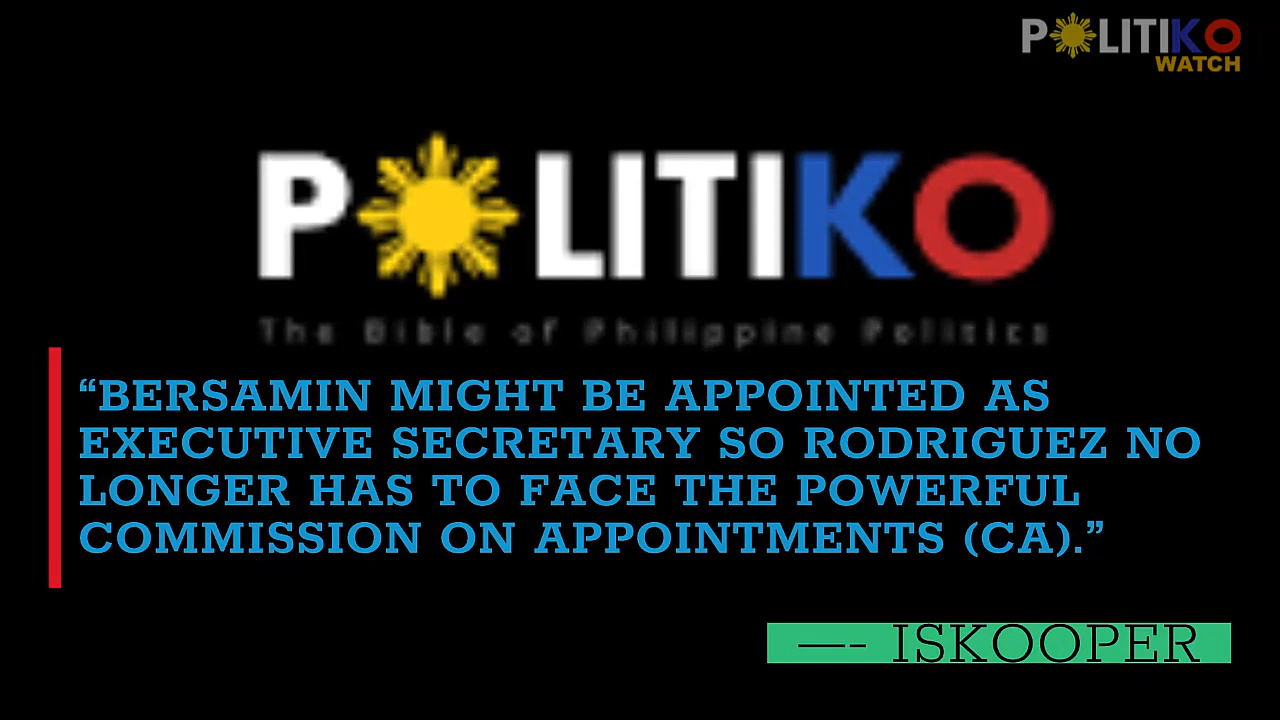 POLITIKO
WATCH
POLITIKO
The Bible of Philippine Politics
“BERSAMIN MIGHT BE APPOINTED AS
EXECUTIVE SECRETARY SO RODRIGUEZ NO
LONGER HAS TO FACE THE POWERFUL
COMMISSION ON APPOINTMENTS (CA).”
—- ISKOOPER